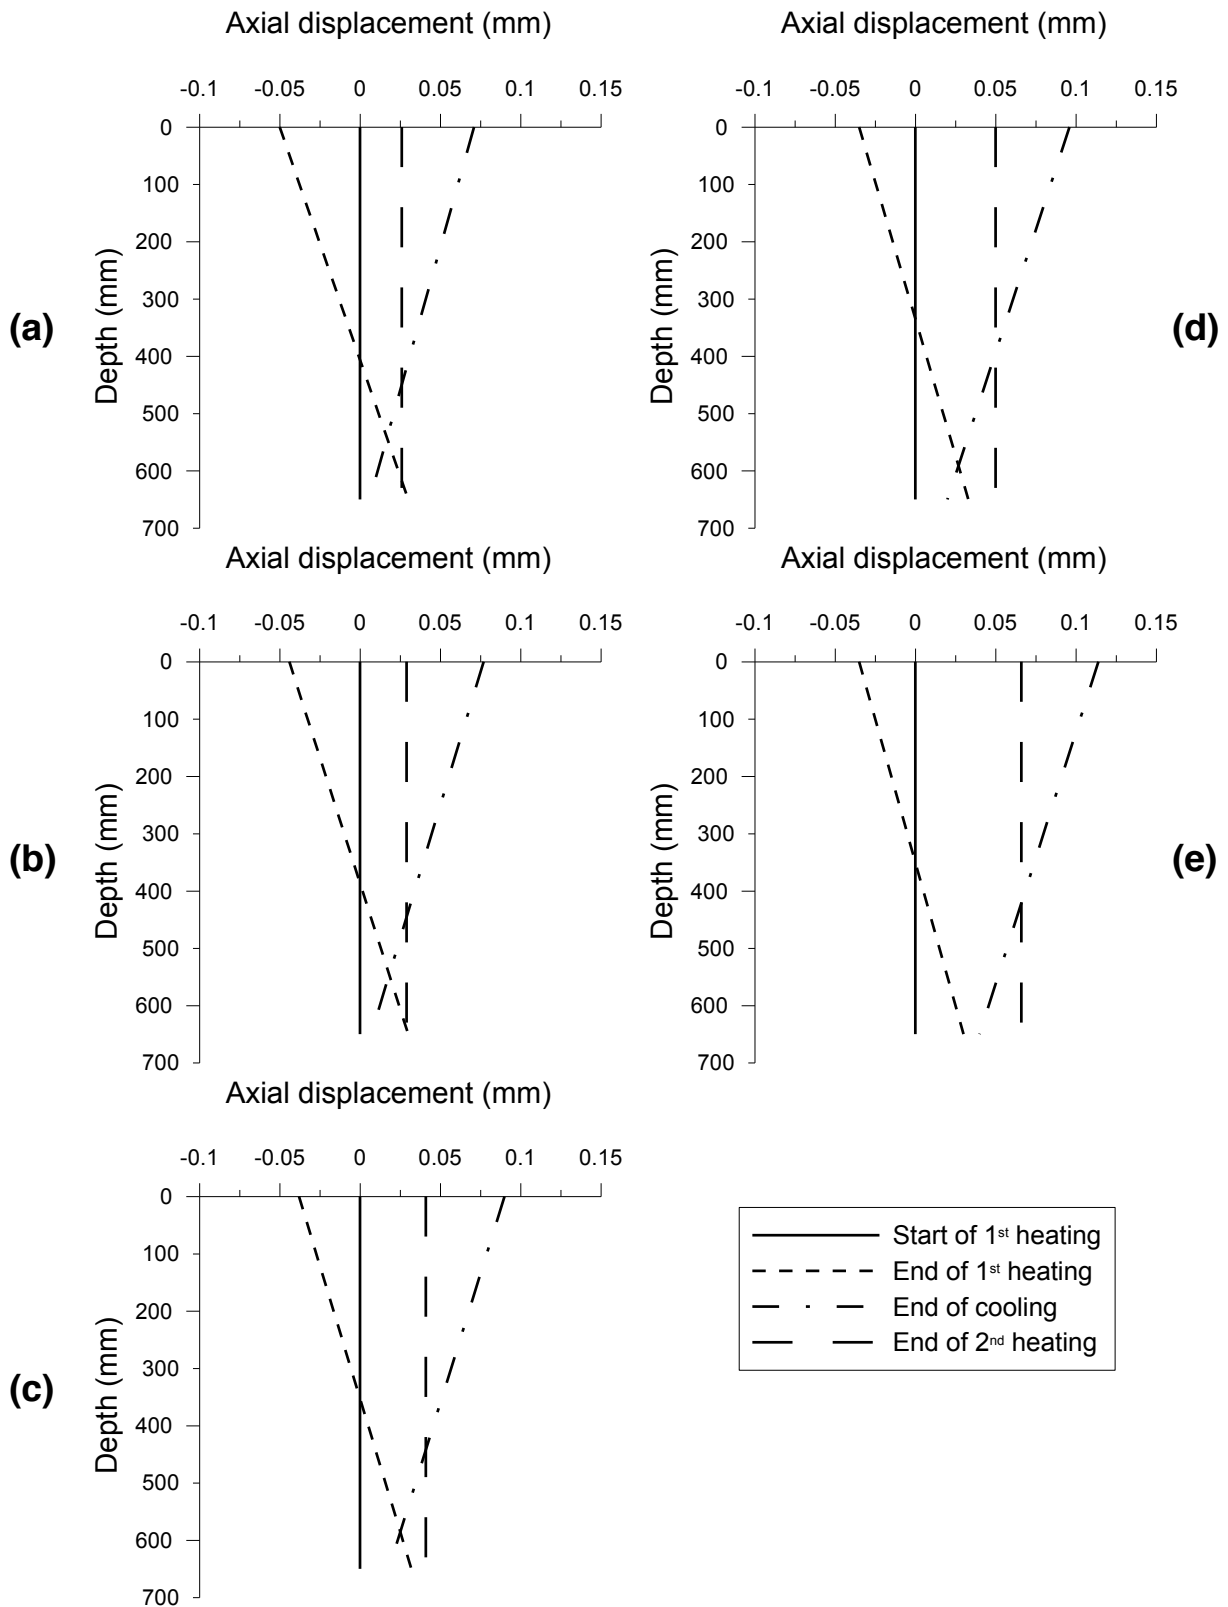 Axial displacement (mm)
-0.1 -0.05 0 0.05 0.1 0.15
0
100
200
300
400
500
600
700
Depth (mm)
(a)
Axial displacement (mm)
-0.1 -0.05 0 0.05 0.1 0.15
0
100
200
300
400
500
600
700
Depth (mm)
(d)
Axial displacement (mm)
-0.1 -0.05 0 0.05 0.1 0.15
0
100
200
300
400
500
600
700
Depth (mm)
(b)
Axial displacement (mm)
-0.1 -0.05 0 0.05 0.1 0.15
0
100
200
300
400
500
600
700
Depth (mm)
(e)
Axial displacement (mm)
-0.1 -0.05 0 0.05 0.1 0.15
0
100
200
300
400
500
600
700
Depth (mm)
(c)
Start of 1st heating
End of 1st heating
End of cooling
End of 2nd heating